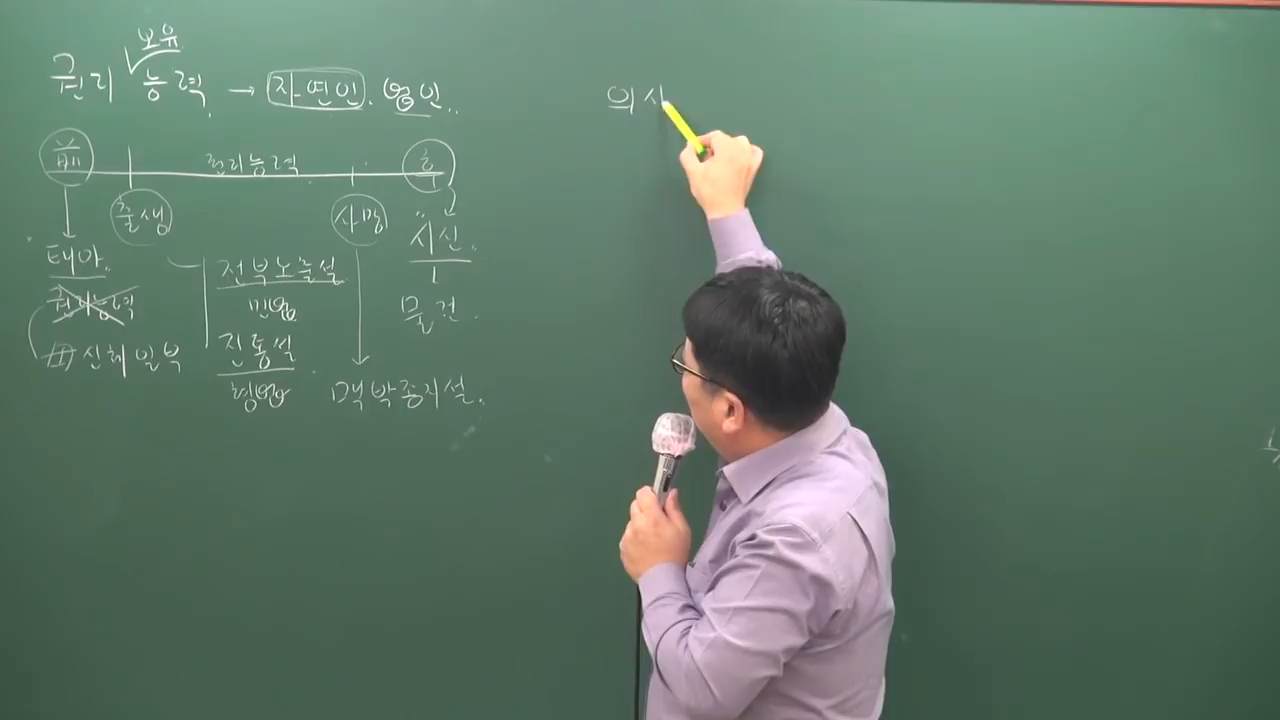 보유
권리 능력 → 자연인. 법인..
前 권리능력 후
출생 사망 "시신"
태아
권리능력
신체일부
전부노출설
민법
진통설
형법
맥박종지설.
물건.
의사